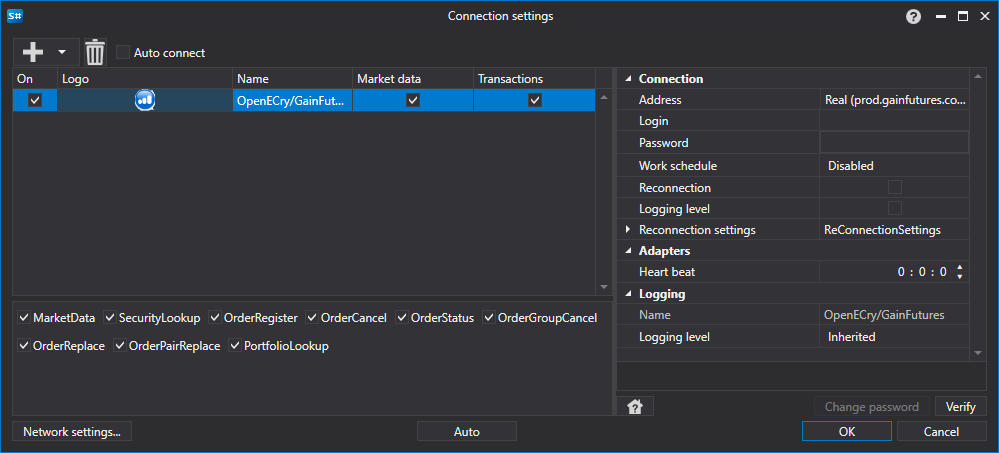 S#
Connection settings
?
Auto connect
On Logo Name Market data Transactions
OpenECry/GainFut...
MarketData SecurityLookup OrderRegister OrderCancel OrderStatus OrderGroupCancel
OrderReplace OrderPairReplace PortfolioLookup
Connection
Address Real (prod.gainfutures.co...
Login
Password
Work schedule Disabled
Reconnection
Logging level
Reconnection settings ReConnectionSettings
Adapters
Heart beat 0 : 0 : 0
Logging
Name OpenECry/GainFutures
Logging level Inherited
? Change password Verify
Network settings... Auto OK Cancel